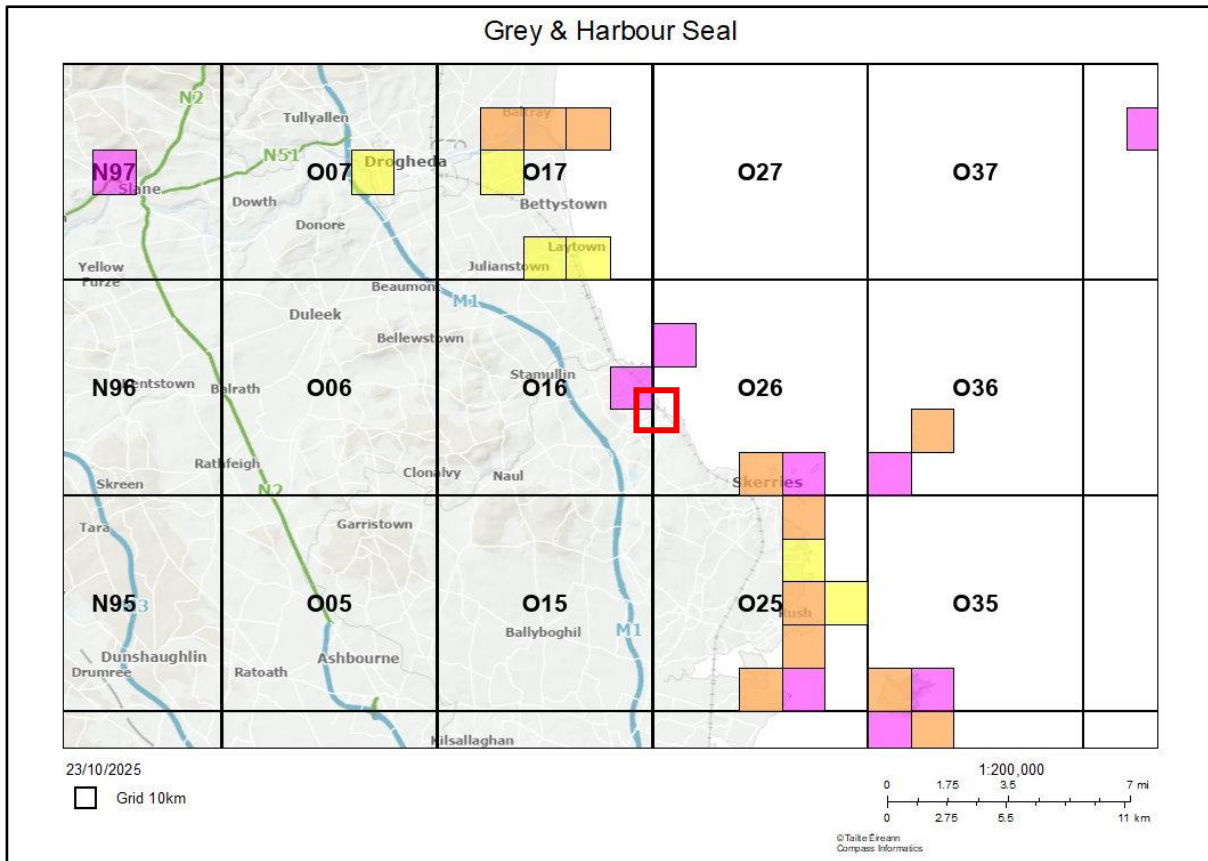 Grey & Harbour Seal
N2
Tullyallen
Baltray
N51
Drogheda
N97
O07
O17
O27
O37
Slane
Dowth
Bettystown
Donore
Yellow
Furze
Julianstown
Laytown
Beaumont
M1
Duleek
Bellewstown
Stamullin
N96
Kentstown
Balrath
O06
O16
O26
O36
Rathfeigh
Clonalvy
Naul
Skreen
N2
Skerries
Tara
Garristown
N95
O05
O15
O25
Rush
O35
Ballyboghil
M1
Dunshaughlin
Ashbourne
Drumree
Ratoath
Kilsallaghan
23/10/2025
Grid 10km
1:200,000
0 1.75 3.5 7 mi
0 2.75 5.5 11 km
©Tailte Éireann
Compass Informatics